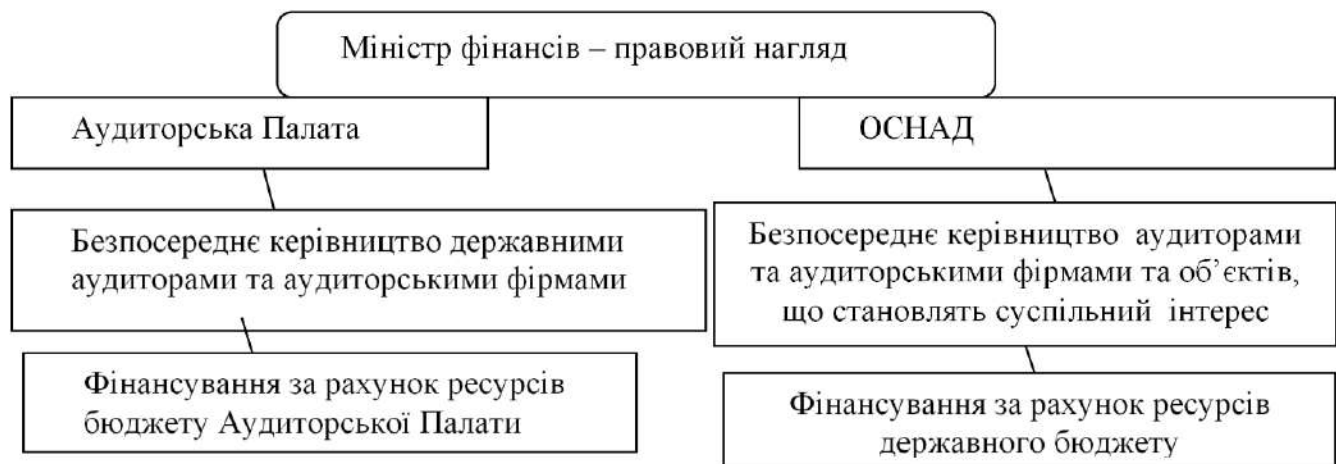 Міністр фінансів – правовий нагляд
Аудиторська Палата
ОСНАД
Безпосереднє керівництво державними
аудиторами та аудиторськими фірмами
Безпосереднє керівництво аудиторами
та аудиторськими фірмами та об’єктів,
що становлять суспільний інтерес
Фінансування за рахунок ресурсів
бюджету Аудиторської Палати
Фінансування за рахунок ресурсів
державного бюджету